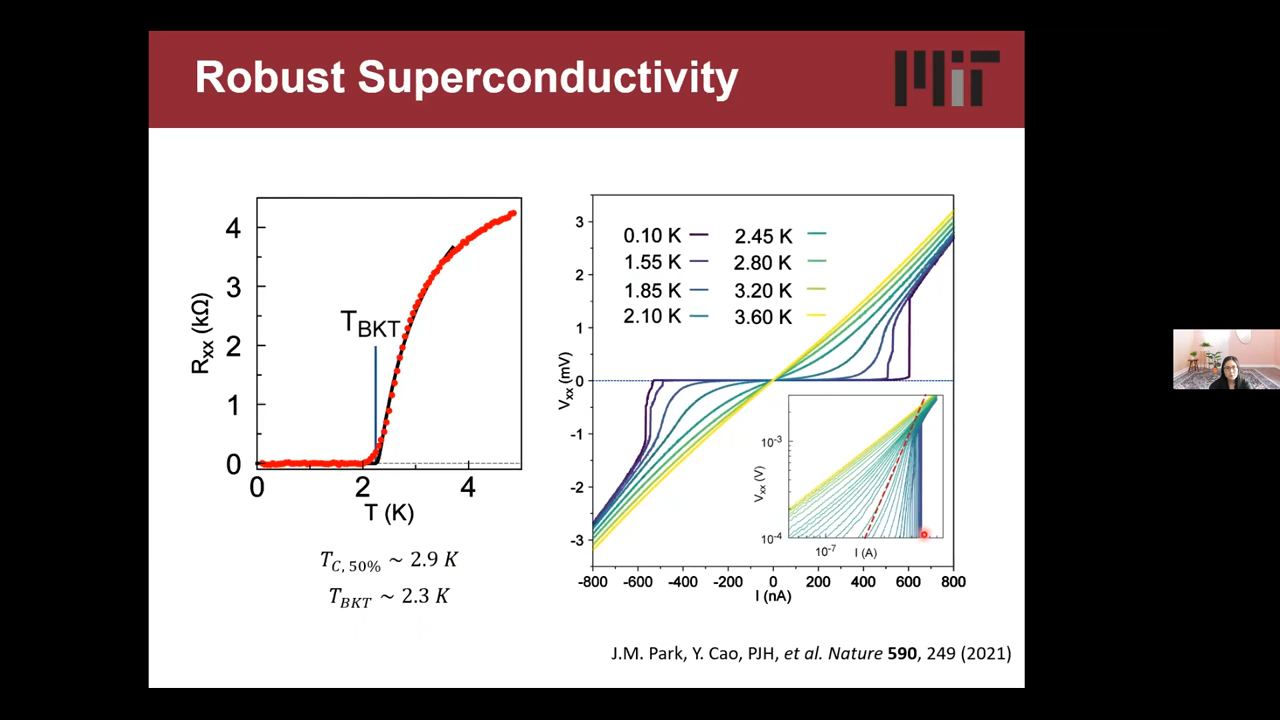 Robust Superconductivity
MIT
R_xx (kΩ)
4
3
2
1
0
T_BKT
0
2
4
T (K)
T_{C, 50%} ~ 2.9 K
T_BKT ~ 2.3 K
V_xx (mV)
3
2
1
0
-1
-2
-3
0.10 K
2.45 K
1.55 K
2.80 K
1.85 K
3.20 K
2.10 K
3.60 K
V_xx (V)
10^-3
10^-4
10^-7
I (A)
-800 -600 -400 -200 0 200 400 600 800
I (nA)
J.M. Park, Y. Cao, PJH, et al. Nature 590, 249 (2021)